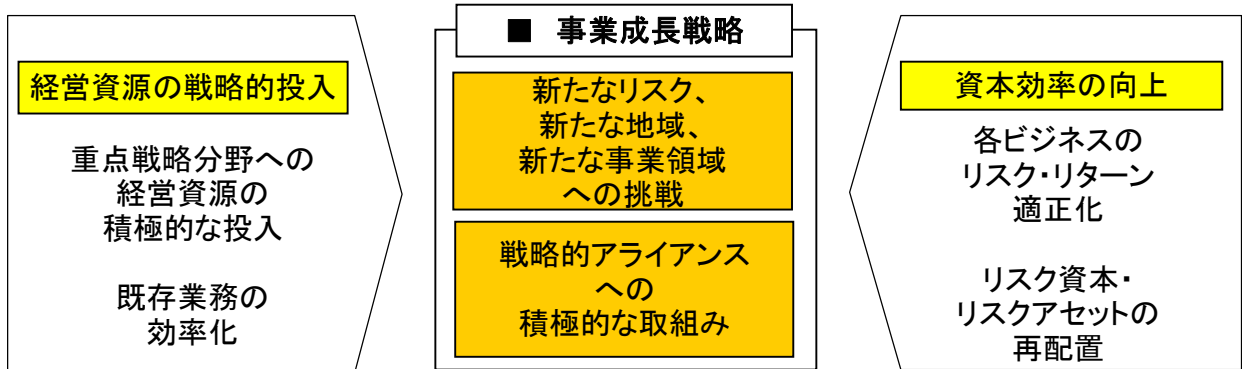 経営資源の戦略的投入
重点戦略分野への
経営資源の
積極的な投入
既存業務の
効率化
■ 事業成長戦略
新たなリスク、
新たな地域、
新たな事業領域
への挑戦
戦略的アライアンス
への
積極的な取組み
資本効率の向上
各ビジネスの
リスク・リターン
適正化
リスク資本・
リスクアセットの
再配置